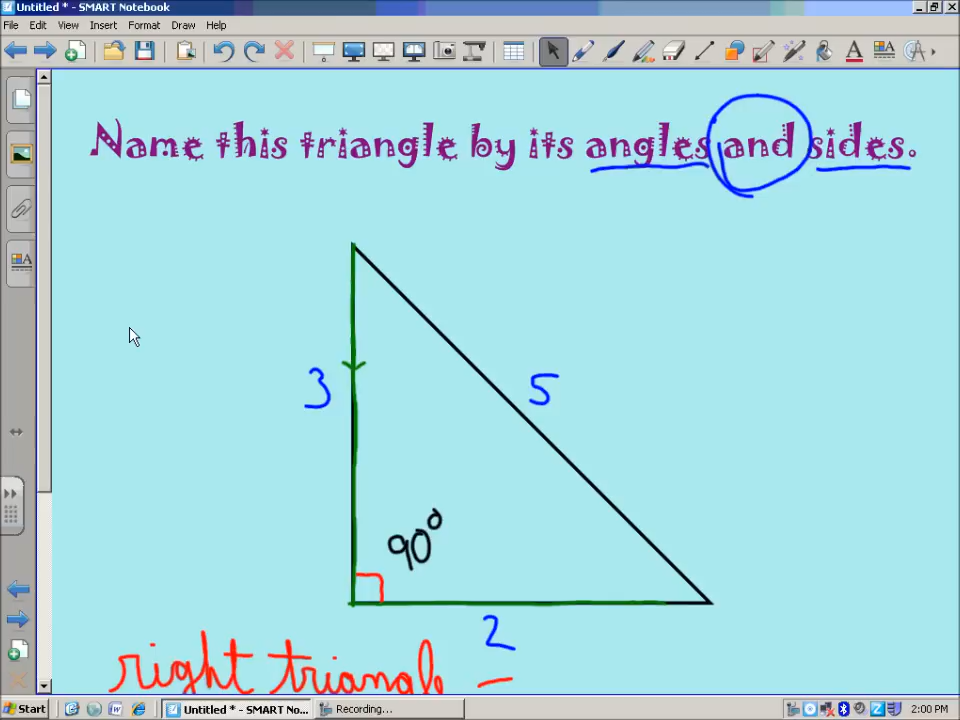 Untitled * - SMART Notebook
File Edit View Insert Format Draw Help
Name this triangle by its angles and sides.
3
5
90°
2
right triangle -
Start
Untitled * - SMART No...
Recording...
2:00 PM